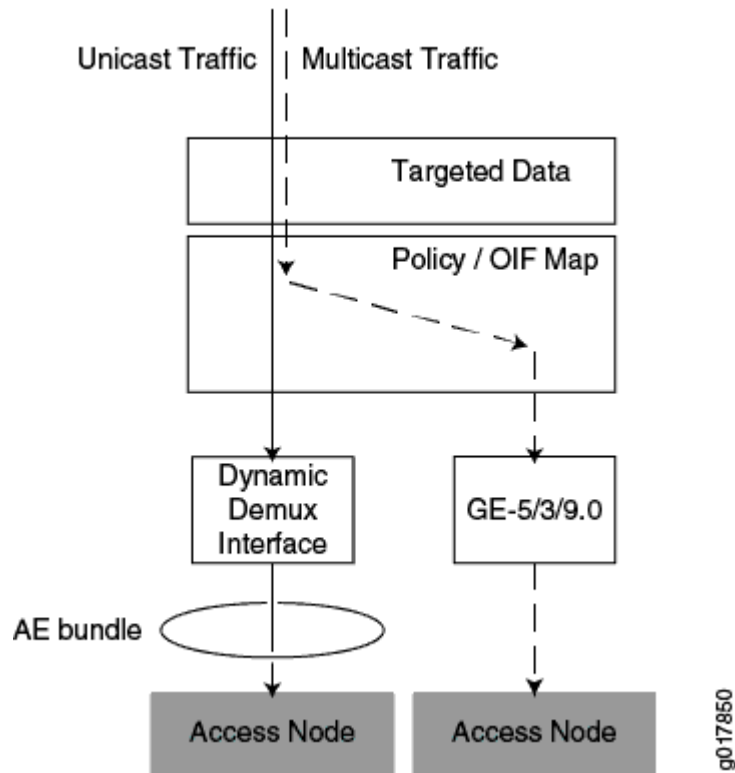 Unicast Traffic
Multicast Traffic
Targeted Data
Policy / OIF Map
Dynamic
Demux
Interface
GE-5/3/9.0
AE bundle
Access Node
Access Node
g017850